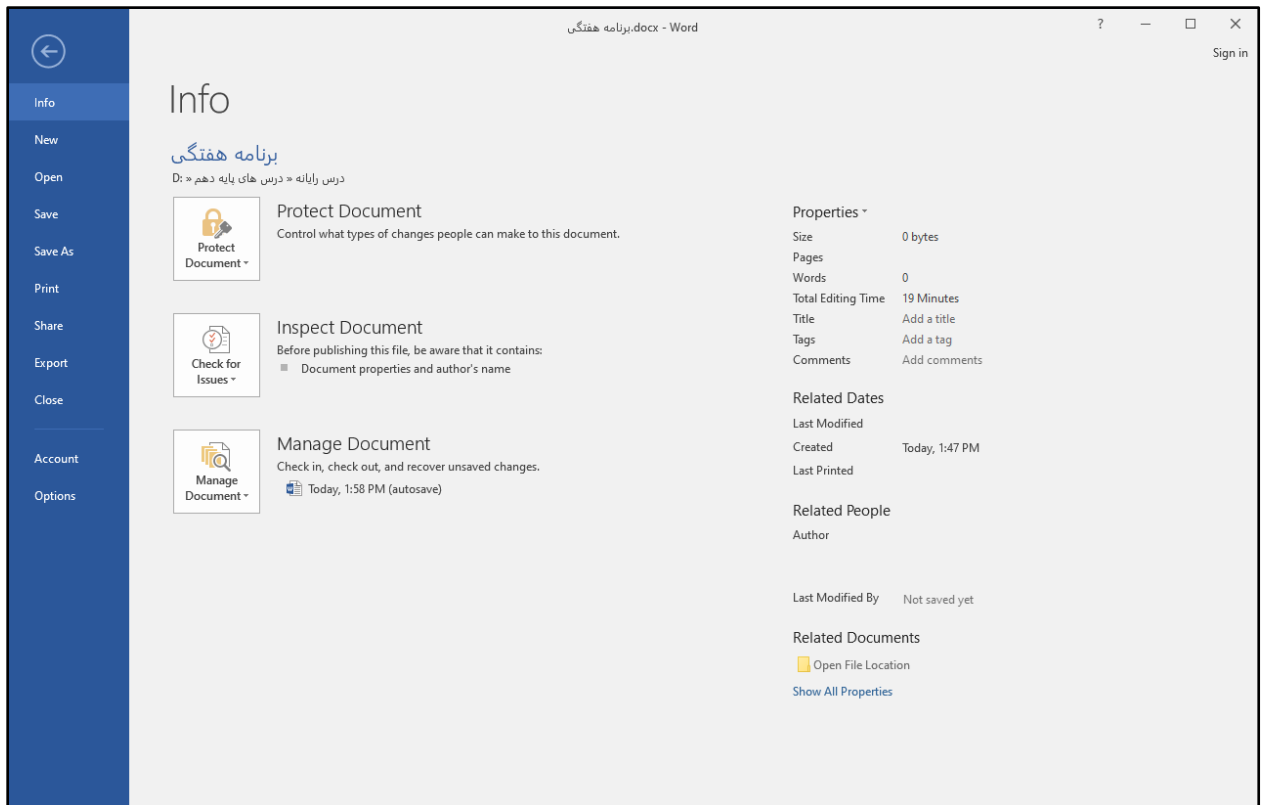 برنامه هفتگی.docx - Word
?
Sign in
Info
New
Open
Save
Save As
Print
Share
Export
Close
Account
Options
Info
برنامه هفتگی
D: » درس های پایه دهم » درس رایانه
Protect Document
Protect Document
Control what types of changes people can make to this document.
Check for Issues
Inspect Document
Before publishing this file, be aware that it contains:
Document properties and author's name
Manage Document
Manage Document
Check in, check out, and recover unsaved changes.
Today, 1:58 PM (autosave)
Properties
Size 0 bytes
Pages
Words 0
Total Editing Time 19 Minutes
Title Add a title
Tags Add a tag
Comments Add comments
Related Dates
Last Modified
Created Today, 1:47 PM
Last Printed
Related People
Author
Last Modified By Not saved yet
Related Documents
Open File Location
Show All Properties